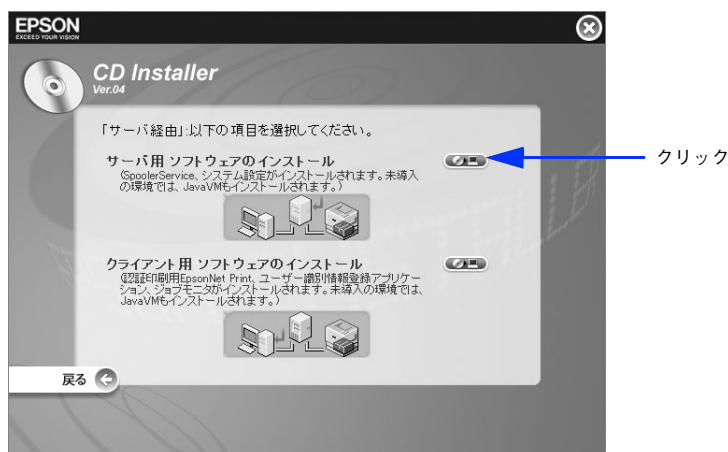 EPSON
EXCEED YOUR VISION
CD Installer
Ver.04
「サーバ経由」:以下の項目を選択してください。
サーバ用 ソフトウェアのインストール
(SpoolerService、システム設定がインストールされます。未導入
の環境では、JavaVMもインストールされます。)
クリック
クライアント用 ソフトウェアのインストール
(認証印刷用EpsonNet Print、ユーザー識別情報登録アプリケー
ション、ジョブモニタがインストールされます。未導入の環境では、
JavaVMもインストールされます。)
戻る